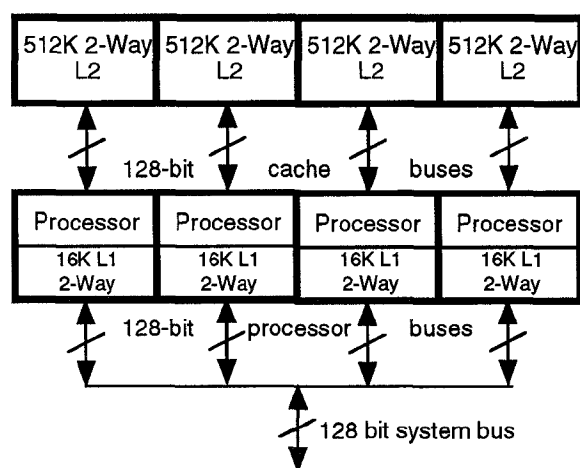 512K 2-Way 512K 2-Way 512K 2-Way 512K 2-Way
L2 L2 L2 L2
128-bit cache buses
Processor Processor Processor Processor
16K L1 16K L1 16K L1 16K L1
2-Way 2-Way 2-Way 2-Way
128-bit processor buses
128 bit system bus